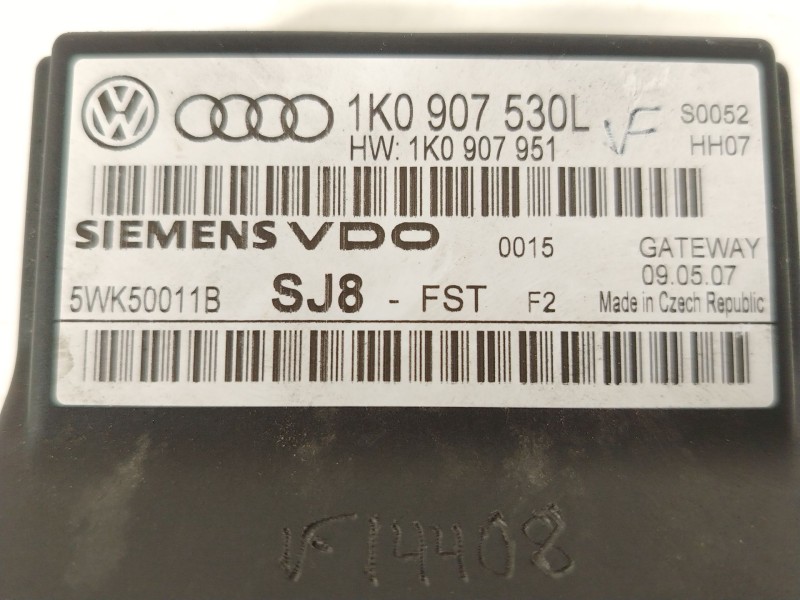 1K0 907 530L VF S0052
HW: 1K0 907 951 HH07
SIEMENS VDO 0015 GATEWAY
09.05.07
5WK50011B SJ8 - FST F2 Made in Czech Republic
VF14408